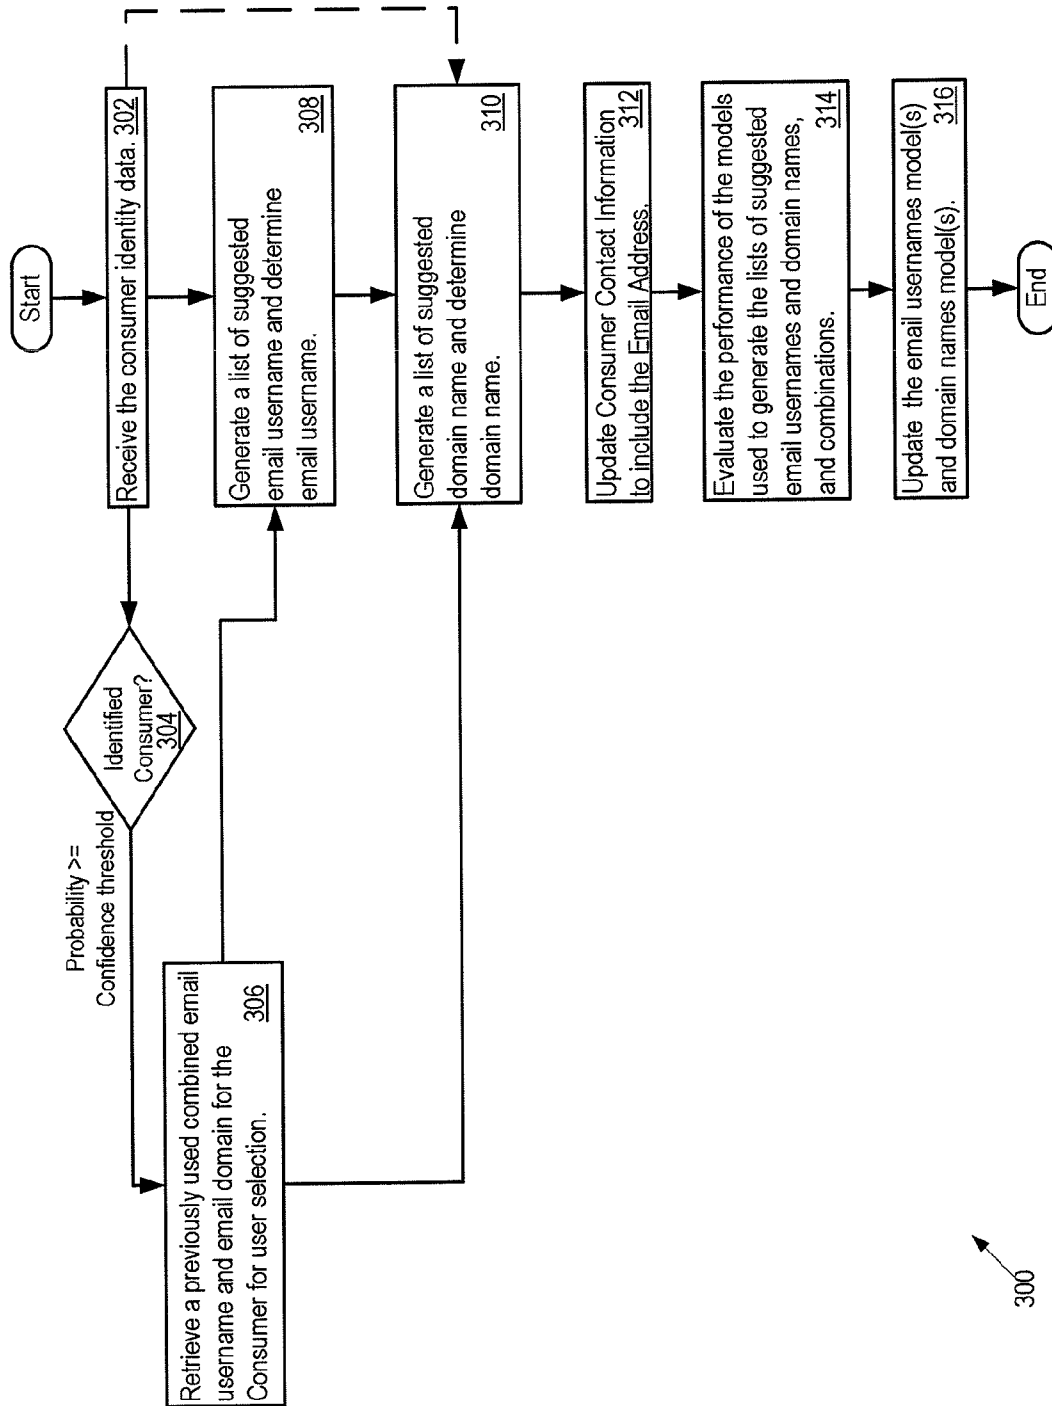 Start
Receive the consumer identity data. 302
Identified
Consumer?
304
Probability >=
Confidence threshold
Retrieve a previously used combined email
username and email domain for the
Consumer for user selection. 306
Generate a list of suggested
email username and determine
email username. 308
Generate a list of suggested
domain name and determine
domain name. 310
Update Consumer Contact Information
to include the Email Address. 312
Evaluate the performance of the models
used to generate the lists of suggested
email usernames and domain names,
and combinations. 314
Update the email usernames model(s)
and domain names model(s). 316
End
300